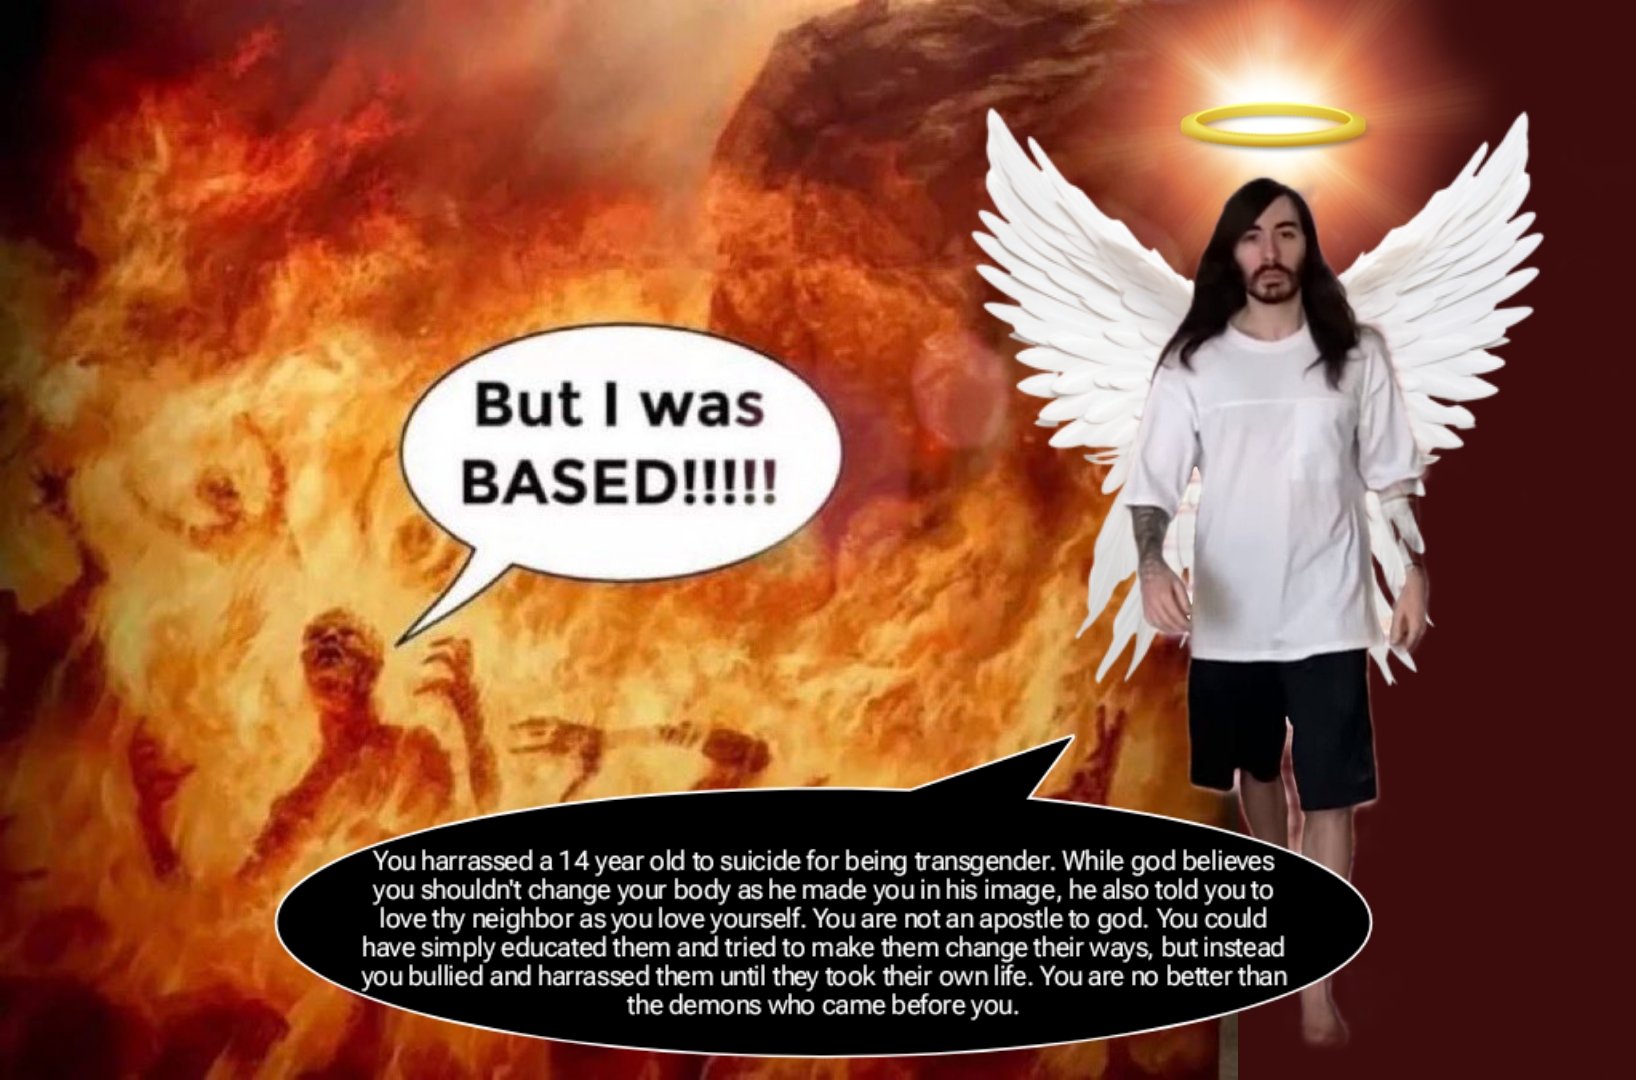 But I was
BASED!!!!!
You harrassed a 14 year old to suicide for being transgender. While god believes
you shouldn't change your body as he made you in his image, he also told you to
love thy neighbor as you love yourself. You are not an apostle to god. You could
have simply educated them and tried to make them change their ways, but instead
you bullied and harrassed them until they took their own life. You are no better than
the demons who came before you.